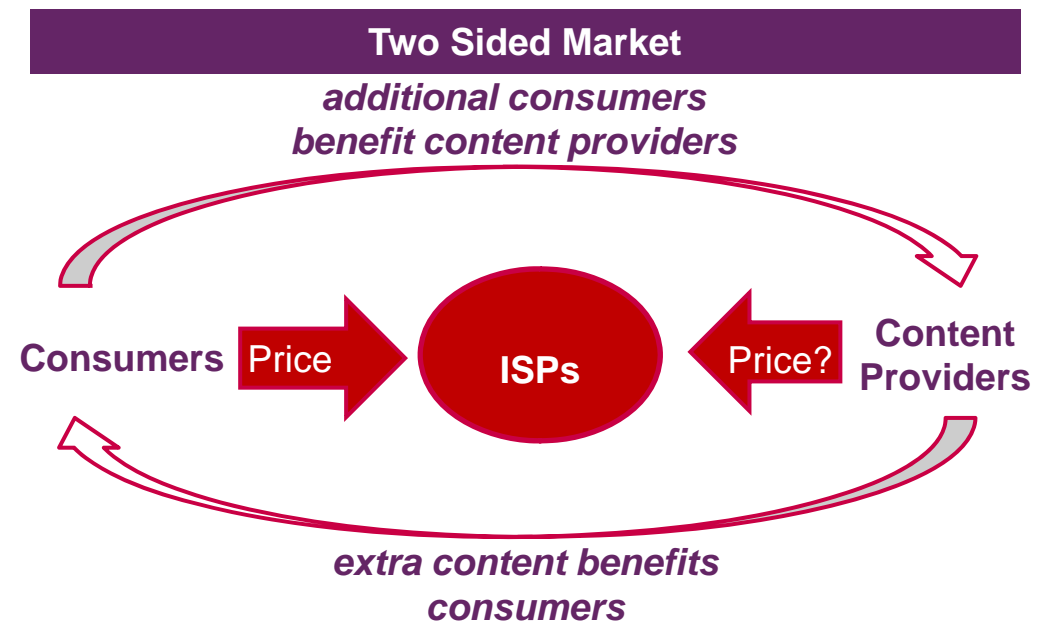 Two Sided Market
additional consumers
benefit content providers
Consumers
Price
ISPs
Price?
Content
Providers
extra content benefits
consumers